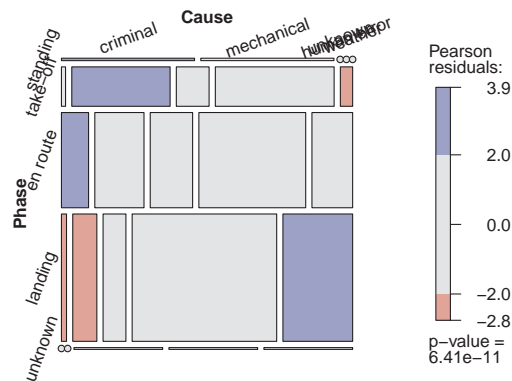 Cause
criminal
mechanical
human error
weather
unknown
Phase
standing
take−off
en route
landing
unknown
Pearson
residuals:
3.9
2.0
0.0
−2.0
−2.8
p−value =
6.41e−11